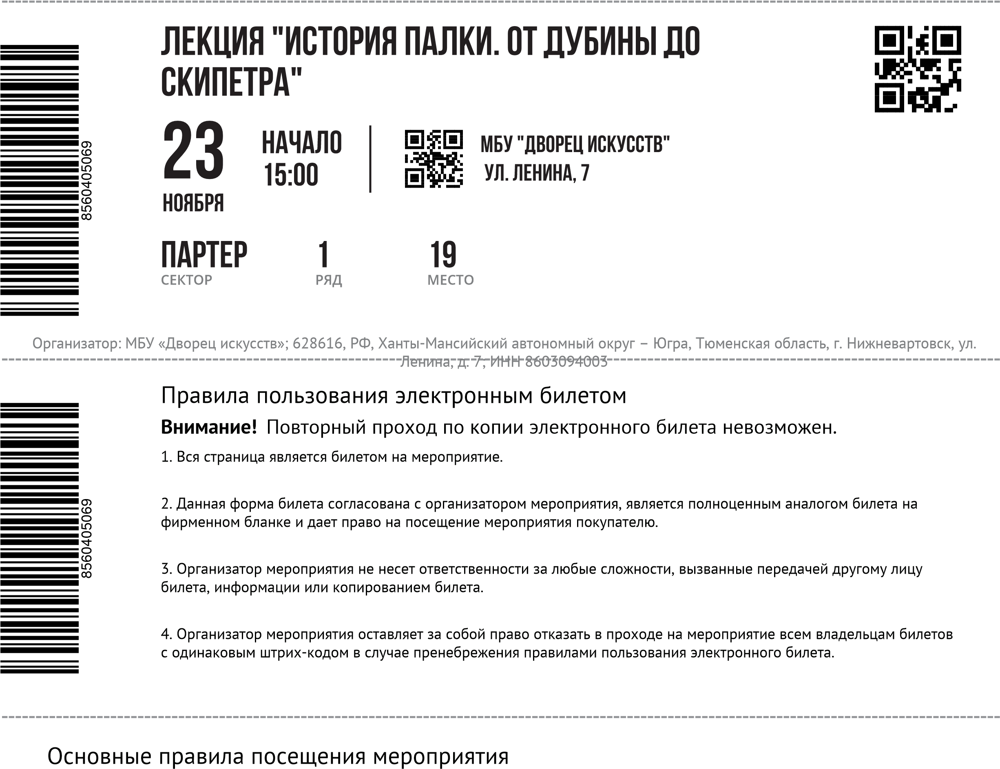 ЛЕКЦИЯ "ИСТОРИЯ ПАЛКИ. ОТ ДУБИНЫ ДО
СКИПЕТРА"
23
НОЯБРЯ
НАЧАЛО
15:00
МБУ "ДВОРЕЦ ИСКУССТВ"
УЛ. ЛЕНИНА, 7
8560405069
ПАРТЕР 1 19
СЕКТОР РЯД МЕСТО
Организатор: МБУ «Дворец искусств»; 628616, РФ, Ханты-Мансийский автономный округ – Югра, Тюменская область, г. Нижневартовск, ул.
Ленина, д. 7; ИНН 8603094003
Правила пользования электронным билетом
Внимание! Повторный проход по копии электронного билета невозможен.
1. Вся страница является билетом на мероприятие.
2. Данная форма билета согласована с организатором мероприятия, является полноценным аналогом билета на
фирменном бланке и дает право на посещение мероприятия покупателю.
8560405069
3. Организатор мероприятия не несет ответственности за любые сложности, вызванные передачей другому лицу
билета, информации или копированием билета.
4. Организатор мероприятия оставляет за собой право отказать в проходе на мероприятие всем владельцам билетов
с одинаковым штрих-кодом в случае пренебрежения правилами пользования электронного билета.
Основные правила посещения мероприятия